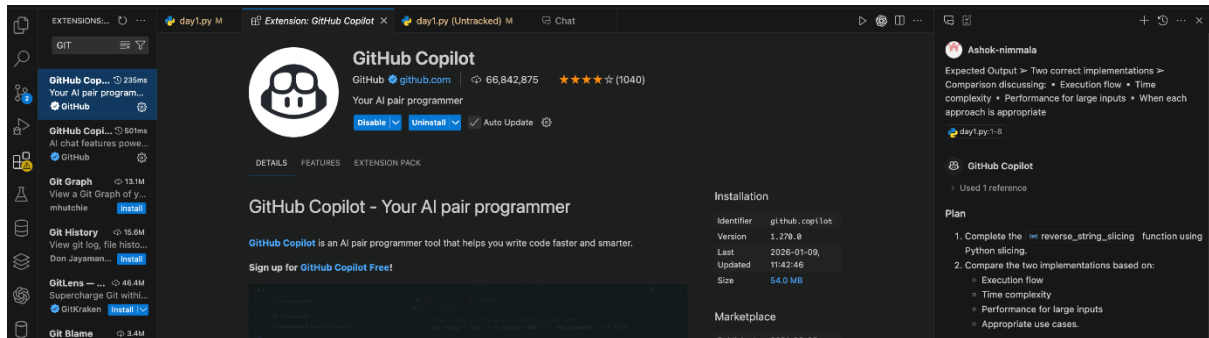 EXTENSIONS:...
day1.py M
Extension: GitHub Copilot
day1.py (Untracked) M
Chat
GIT
GitHub Cop... 235ms
Your AI pair program...
GitHub
GitHub Copi... 501ms
AI chat features powe...
GitHub
Git Graph 13.1M
View a Git Graph of y...
mhutchie Install
Git History 15.6M
View git log, file histo...
Don Jayaman... Install
GitLens — ... 46.4M
Supercharge Git withi...
GitKraken Install
Git Blame 3.4M
2
GitHub Copilot
GitHub github.com 66,842,875 (1040)
Your AI pair programmer
Disable Uninstall Auto Update
DETAILS FEATURES EXTENSION PACK
GitHub Copilot - Your AI pair programmer
GitHub Copilot is an AI pair programmer tool that helps you write code faster and smarter.
Sign up for GitHub Copilot Free!
Installation
Identifier github.copilot
Version 1.270.0
Last Updated 2026-01-09, 11:42:46
Size 54.0 MB
Marketplace
Ashok-nimmala
Expected Output ➢ Two correct implementations ➢
Comparison discussing: • Execution flow • Time
complexity • Performance for large inputs • When each
approach is appropriate
day1.py:1-8
GitHub Copilot
Used 1 reference
Plan
1. Complete the reverse_string_slicing function using
Python slicing.
2. Compare the two implementations based on:
Execution flow
Time complexity
Performance for large inputs
Appropriate use cases.